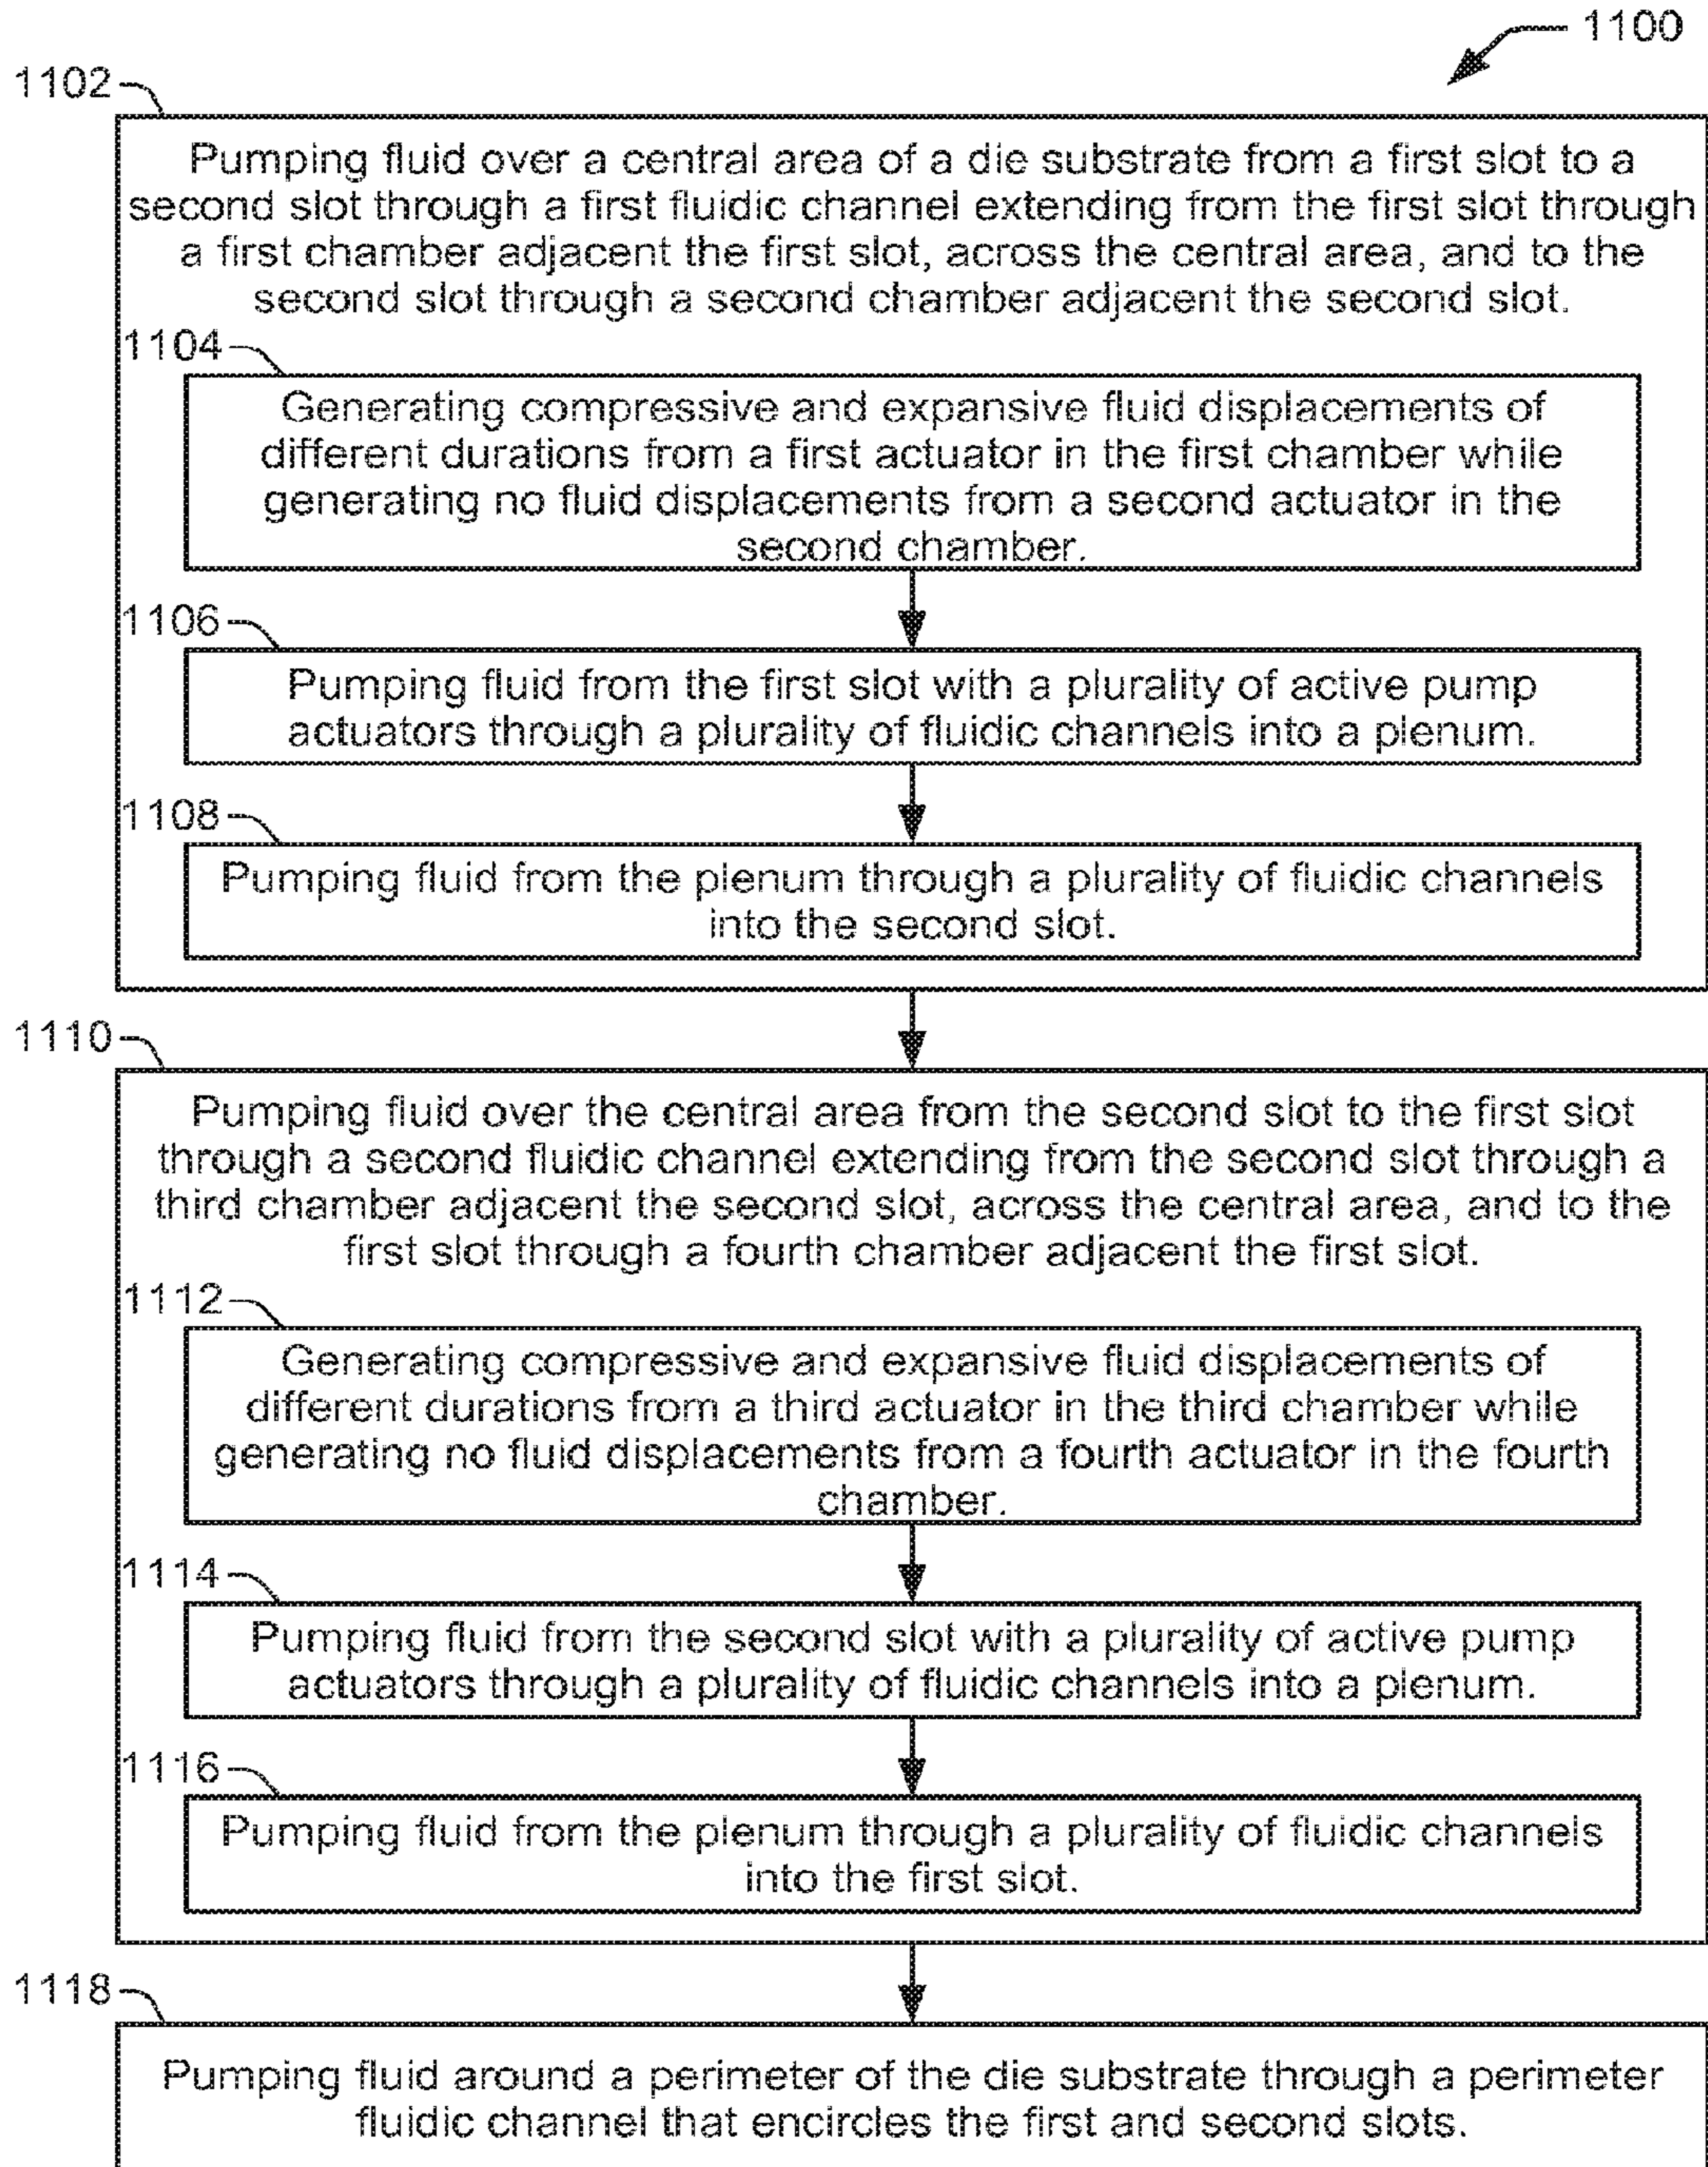 1100
1102
Pumping fluid over a central area of a die substrate from a first slot to a
second slot through a first fluidic channel extending from the first slot through
a first chamber adjacent the first slot, across the central area, and to the
second slot through a second chamber adjacent the second slot.
1104
Generating compressive and expansive fluid displacements of
different durations from a first actuator in the first chamber while
generating no fluid displacements from a second actuator in the
second chamber.
1106
Pumping fluid from the first slot with a plurality of active pump
actuators through a plurality of fluidic channels into a plenum.
1108
Pumping fluid from the plenum through a plurality of fluidic channels
into the second slot.
1110
Pumping fluid over the central area from the second slot to the first slot
through a second fluidic channel extending from the second slot through a
third chamber adjacent the second slot, across the central area, and to the
first slot through a fourth chamber adjacent the first slot.
1112
Generating compressive and expansive fluid displacements of
different durations from a third actuator in the third chamber while
generating no fluid displacements from a fourth actuator in the fourth
chamber.
1114
Pumping fluid from the second slot with a plurality of active pump
actuators through a plurality of fluidic channels into a plenum.
1116
Pumping fluid from the plenum through a plurality of fluidic channels
into the first slot.
1118
Pumping fluid around a perimeter of the die substrate through a perimeter
fluidic channel that encircles the first and second slots.